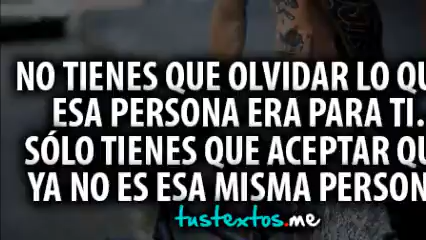 NO TIENES QUE OLVIDAR LO QU
ESA PERSONA ERA PARA TI.
SÓLO TIENES QUE ACEPTAR QU
YA NO ES ESA MISMA PERSON
tustextos.me